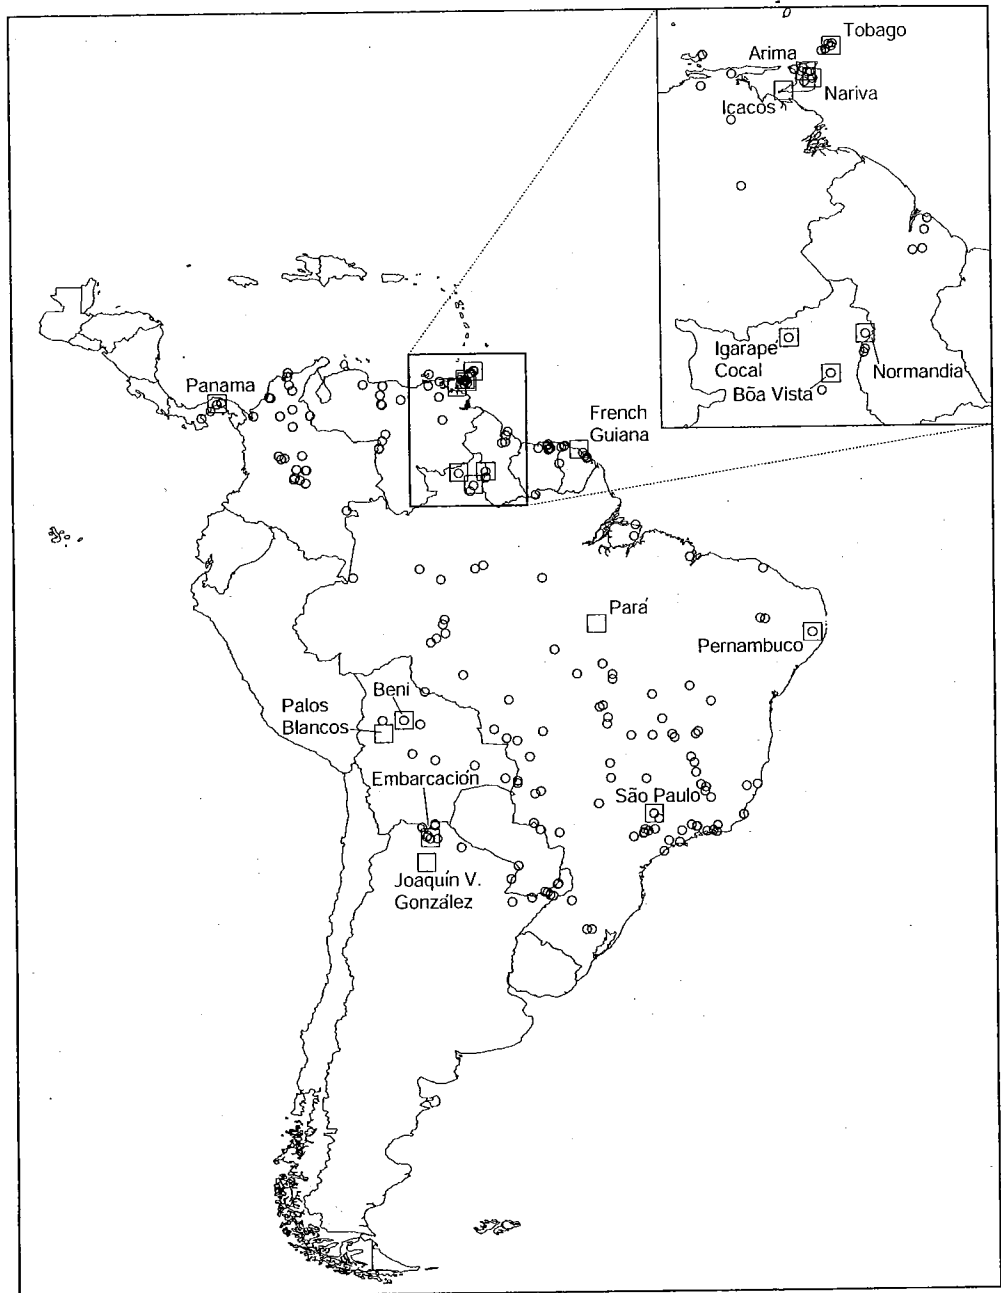 Tobago
Arima
Nariva
Icacos
Igarapé
Cocal
Normandia
Bõa Vista
Panama
French
Guiana
Pará
Pernambuco
Beni
Palos
Blancos
Embarcación
São Paulo
Joaquín V.
González